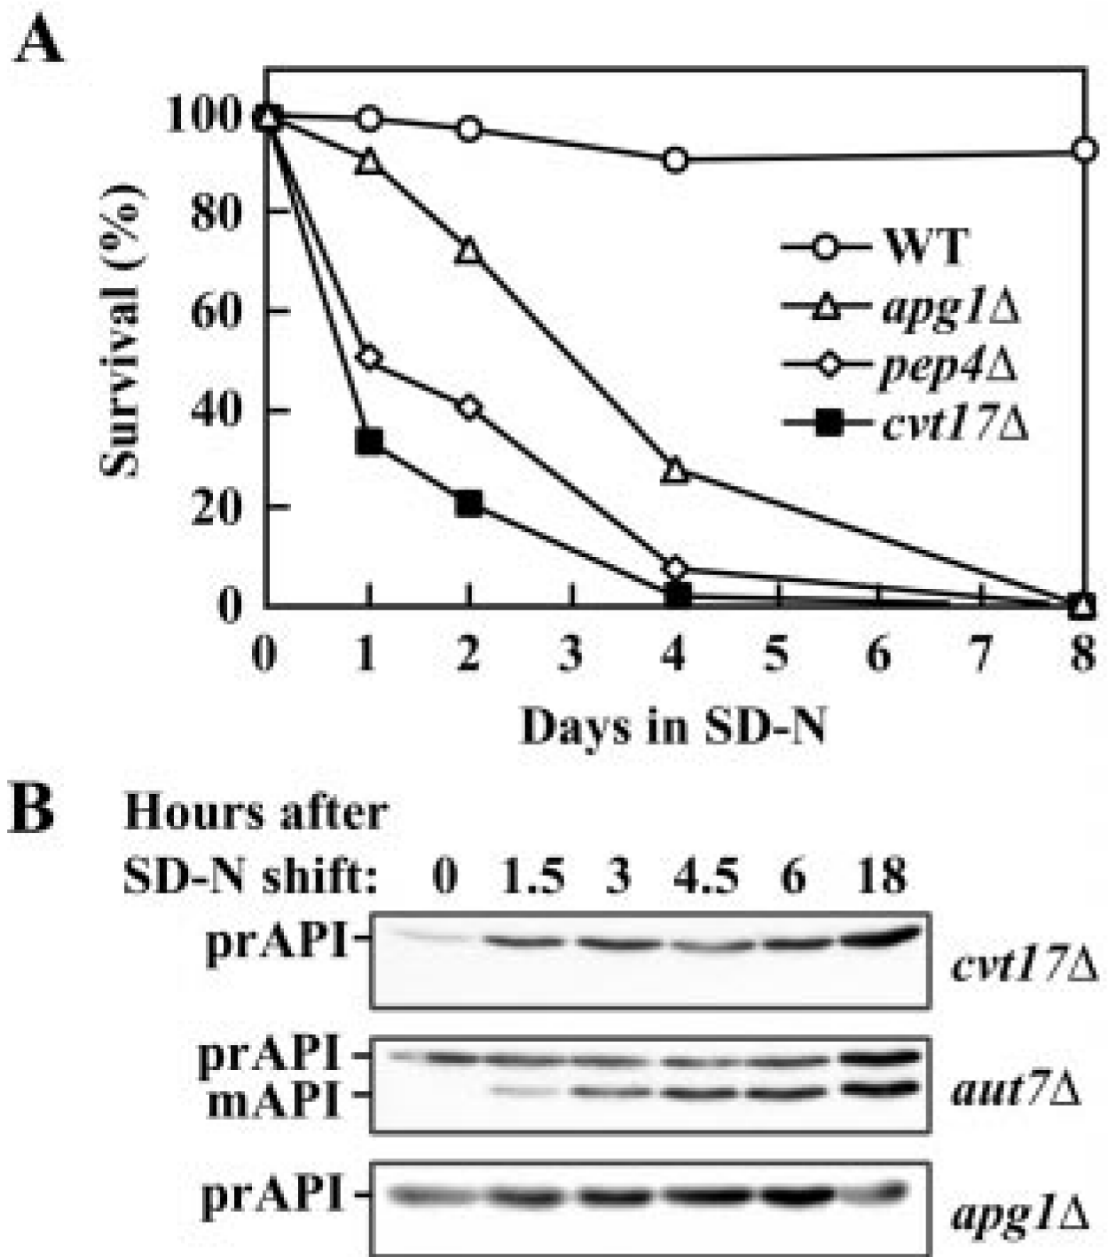 A
100
80
60
40
20
0
Survival (%)
WT
apg1Δ
pep4Δ
cvt17Δ
0 1 2 3 4 5 6 7 8
Days in SD-N
B
Hours after
SD-N shift: 0 1.5 3 4.5 6 18
prAPI
cvt17Δ
prAPI
mAPI
aut7Δ
prAPI
apg1Δ